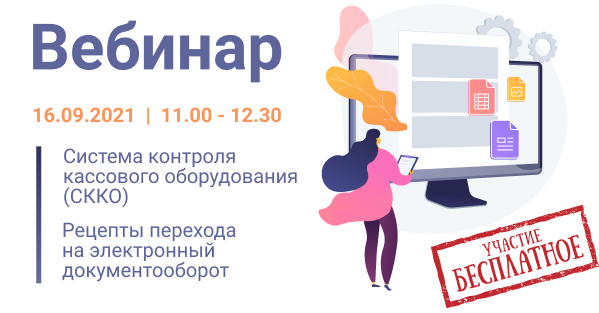 Вебинар
16.09.2021 | 11.00 - 12.30
Система контроля
кассового оборудования
(СККО)
Рецепты перехода
на электронный
документооборот
УЧАСТИЕ
БЕСПЛАТНОЕ